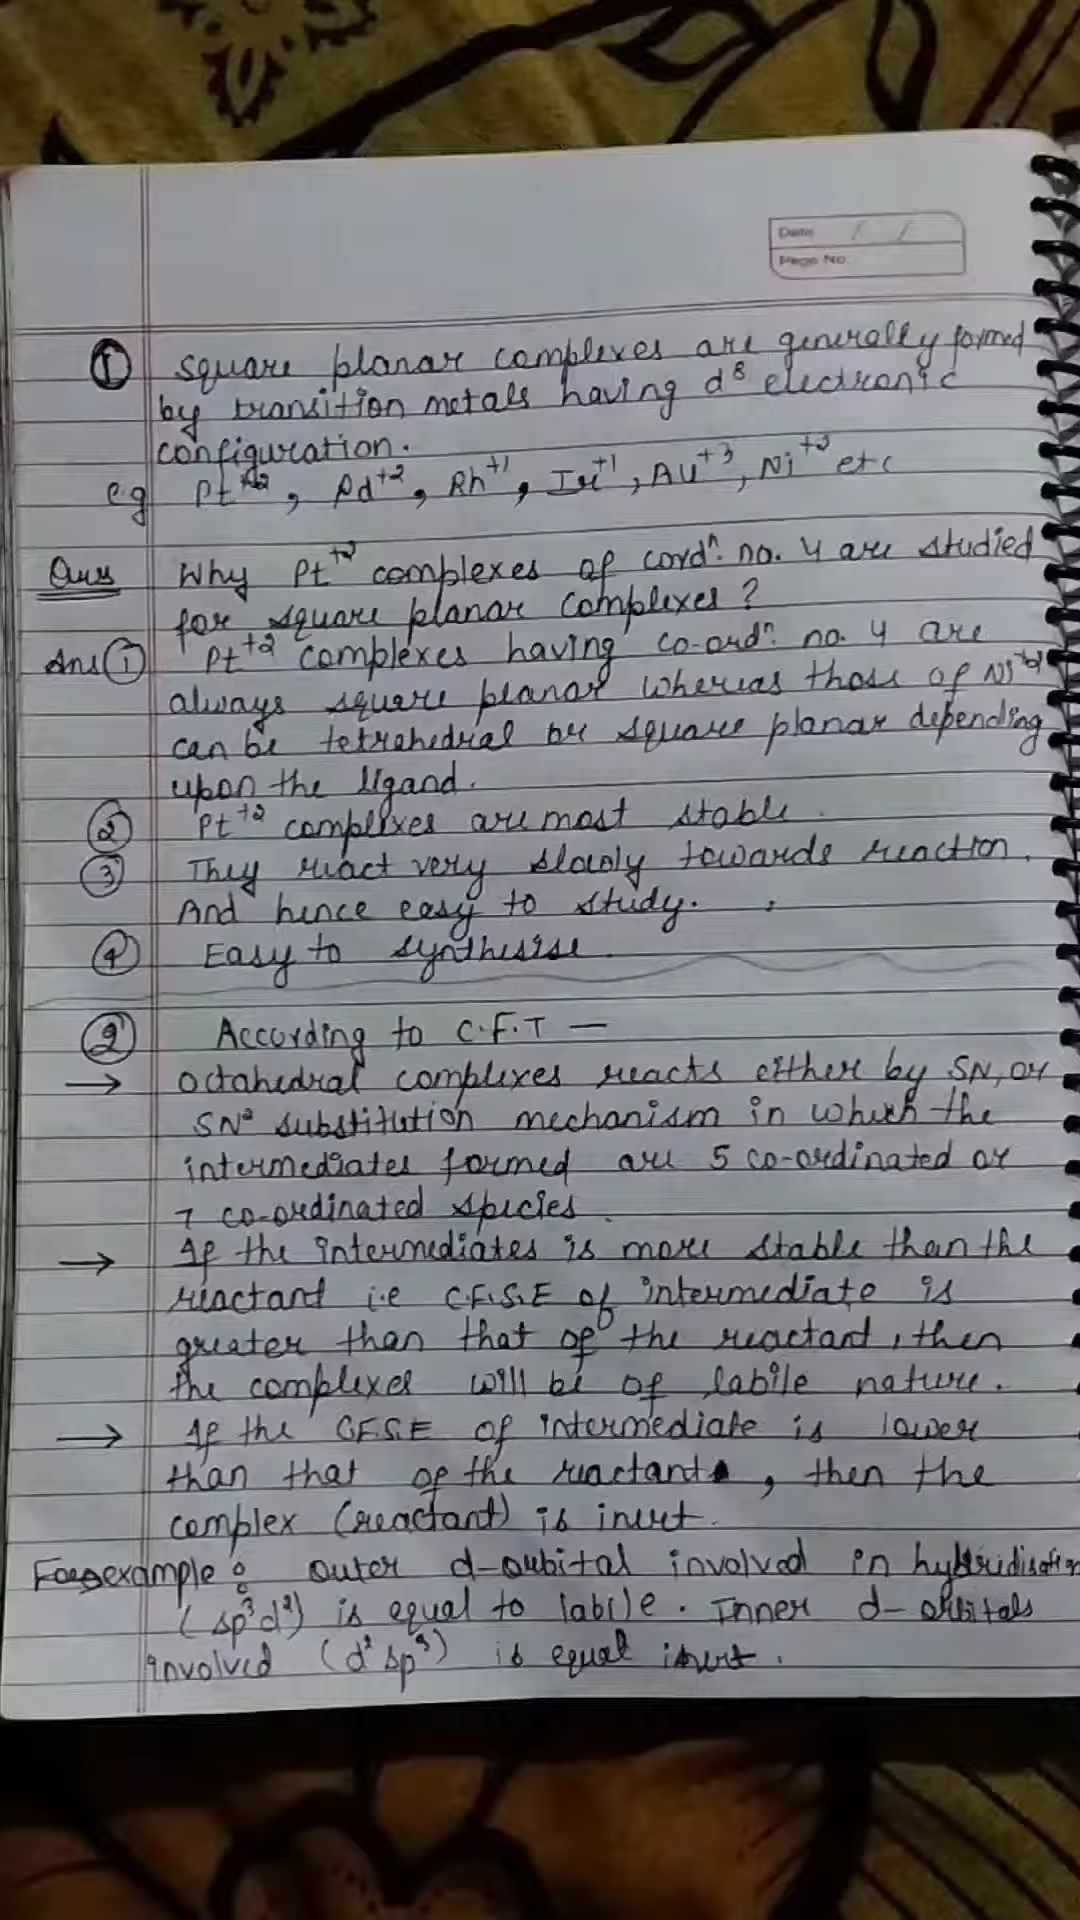 Date / /
Page No.
① square planar complexes are generally formed
by transition metals having d⁸ electronic
configuration.
e.g Pt⁺², Pd⁺², Rh⁺¹, Ir⁺¹, Au⁺³, Ni⁺² etc
Ques Why Pt⁺² complexes of cordⁿ. no. 4 are studied
for square planar complexes ?
Ans ① Pt⁺² complexes having co-ordⁿ. no. 4 are
always square planar whereas those of Ni⁺²
can be tetrahedral or square planar depending
upon the ligand.
② Pt⁺² complexes are most stable.
③ They react very slowly towards reaction.
And hence easy to study.
④ Easy to synthesise.
② According to C.F.T —
→ octahedral complexes reacts either by SN, or
SN² substitution mechanism in which the
intermediates formed are 5 co-ordinated or
7 co-ordinated species.
→ If the intermediates is more stable than the
reactant i.e C.F.S.E of intermediate is
greater than that of the reactant, then
the complexes will be of labile nature.
→ If the CFSE of intermediate is lower
than that of the reactant, then the
complex (reactant) is inert.
For example : outer d-orbital involved in hybridisation
(sp³d²) is equal to labile. Inner d-orbitals
involved (d²sp³) is equal inert.